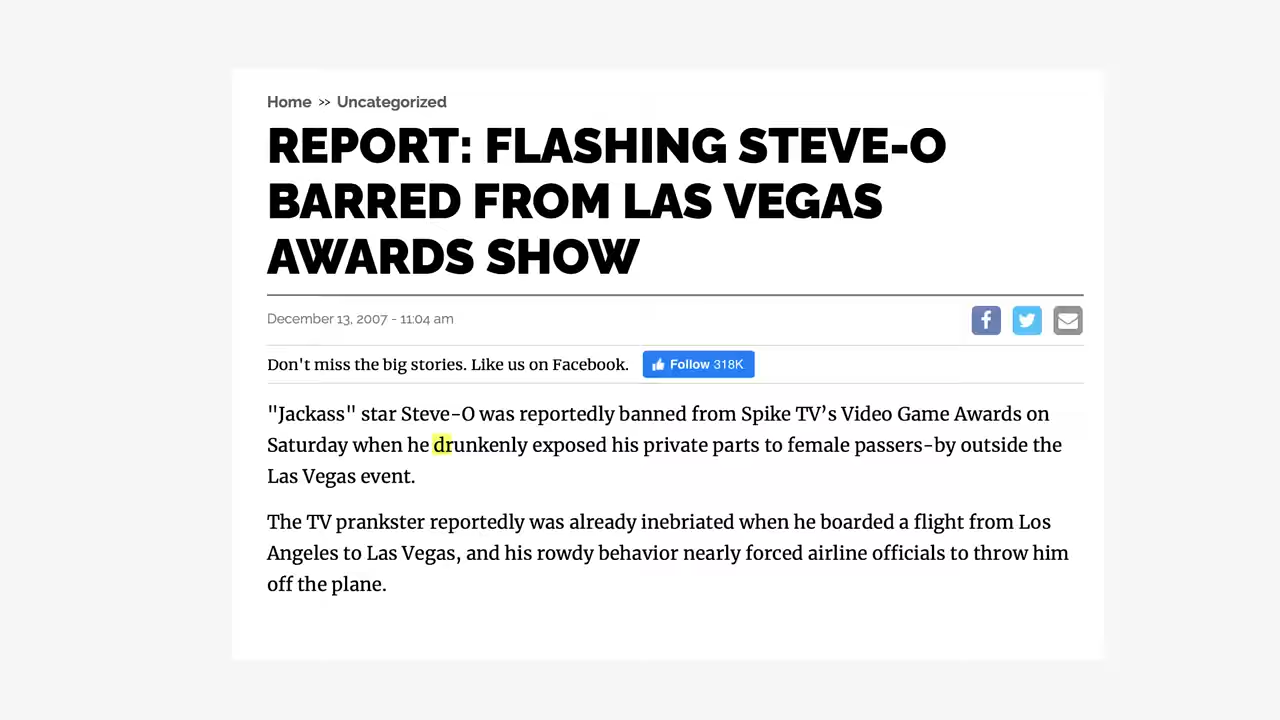 Home >> Uncategorized
REPORT: FLASHING STEVE-O
BARRED FROM LAS VEGAS
AWARDS SHOW
December 13, 2007 - 11:04 am
Don't miss the big stories. Like us on Facebook. Follow 318K
"Jackass" star Steve-O was reportedly banned from Spike TV’s Video Game Awards on
Saturday when he drunkenly exposed his private parts to female passers-by outside the
Las Vegas event.
The TV prankster reportedly was already inebriated when he boarded a flight from Los
Angeles to Las Vegas, and his rowdy behavior nearly forced airline officials to throw him
off the plane.